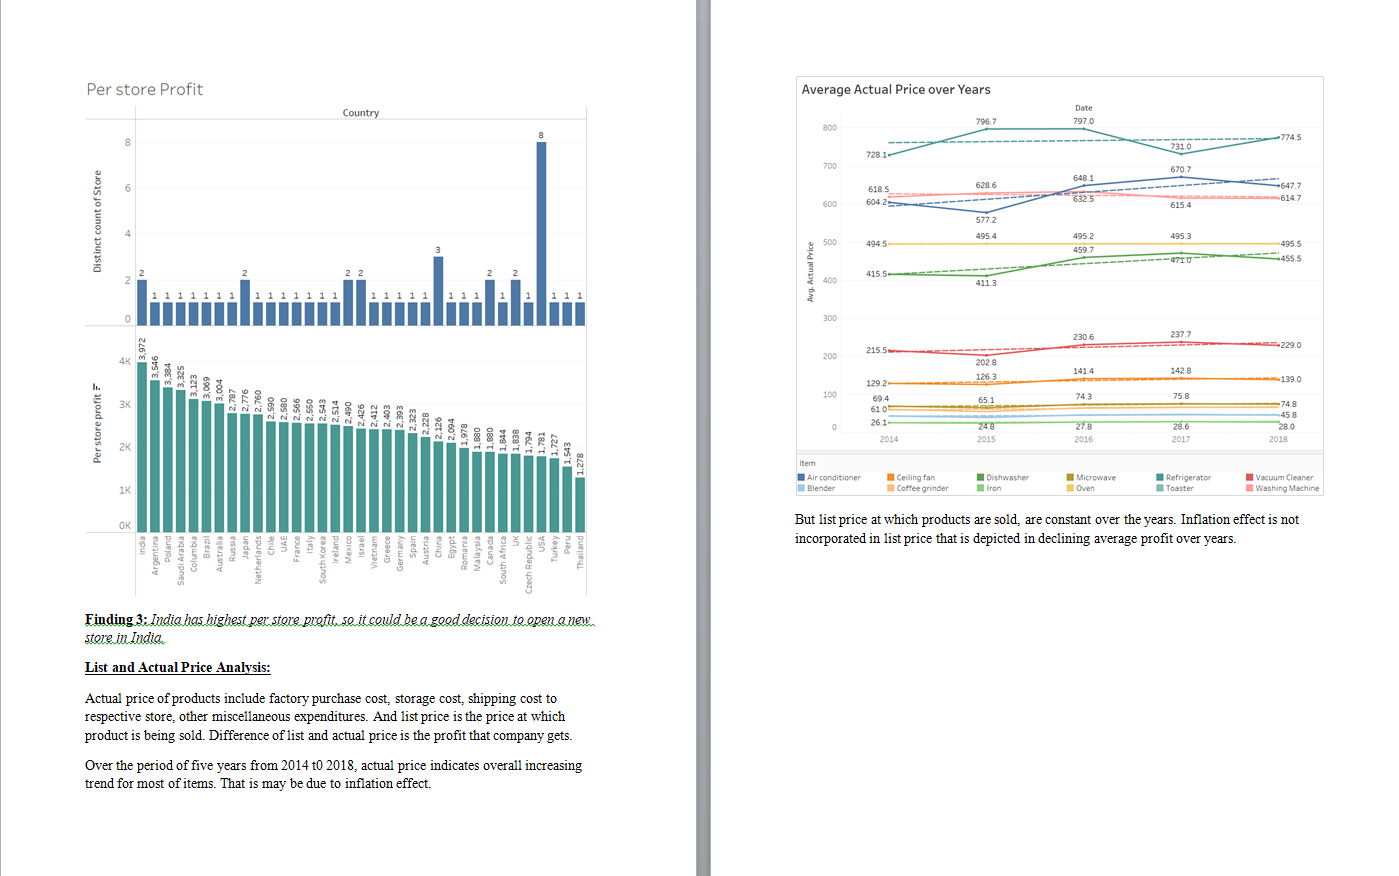 Per store Profit
Country
Distinct count of Store
8
6
4
2
0
2 1 1 1 1 1 1 1 2 1 1 1 1 1 1 1 2 2 1 1 1 1 1 3 1 1 1 2 1 2 1 8 1 1 1
Per store profit
4K
3K
2K
1K
0K
3,972 3,546 3,384 3,325 3,123 3,069 3,004 2,787 2,776 2,760 2,590 2,580 2,566 2,550 2,543 2,514 2,490 2,426 2,412 2,403 2,393 2,323 2,228 2,126 2,094 1,978 1,880 1,880 1,844 1,838 1,794 1,781 1,727 1,543 1,278
India Argentina Poland Saudi Arabia Columbia Brazil Australia Russia Japan Netherlands Chile UAE France Italy South Korea Ireland Mexico Israel Vietnam Greece Germany Spain Austria China Egypt Romania Malaysia Canada South Africa UK Czech Republic USA Turkey Peru Thailand
Finding 3: India has highest per store profit, so it could be a good decision to open a new
store in India.
List and Actual Price Analysis:
Actual price of products include factory purchase cost, storage cost, shipping cost to
respective store, other miscellaneous expenditures. And list price is the price at which
product is being sold. Difference of list and actual price is the profit that company gets.
Over the period of five years from 2014 t0 2018, actual price indicates overall increasing
trend for most of items. That is may be due to inflation effect.
Average Actual Price over Years
Date
Avg. Actual Price
800
700
600
500
400
300
200
100
0
728.1 796.7 797.0 731.0 774.5
604.2 577.2 648.1 670.7 647.7
618.5 628.6 632.5 615.4 614.7
494.5 495.4 495.2 495.3 495.5
415.5 411.3 459.7 471.0 455.5
215.5 202.8 230.6 237.7 229.0
129.2 126.3 141.4 142.8 139.0
69.4 65.1 74.3 75.8 74.8
61.0
45.8
26.1 24.8 27.8 28.6 28.0
2014 2015 2016 2017 2018
Item
Air conditioner Ceiling fan Dishwasher Microwave Refrigerator Vacuum Cleaner
Blender Coffee grinder Iron Oven Toaster Washing Machine
But list price at which products are sold, are constant over the years. Inflation effect is not
incorporated in list price that is depicted in declining average profit over years.